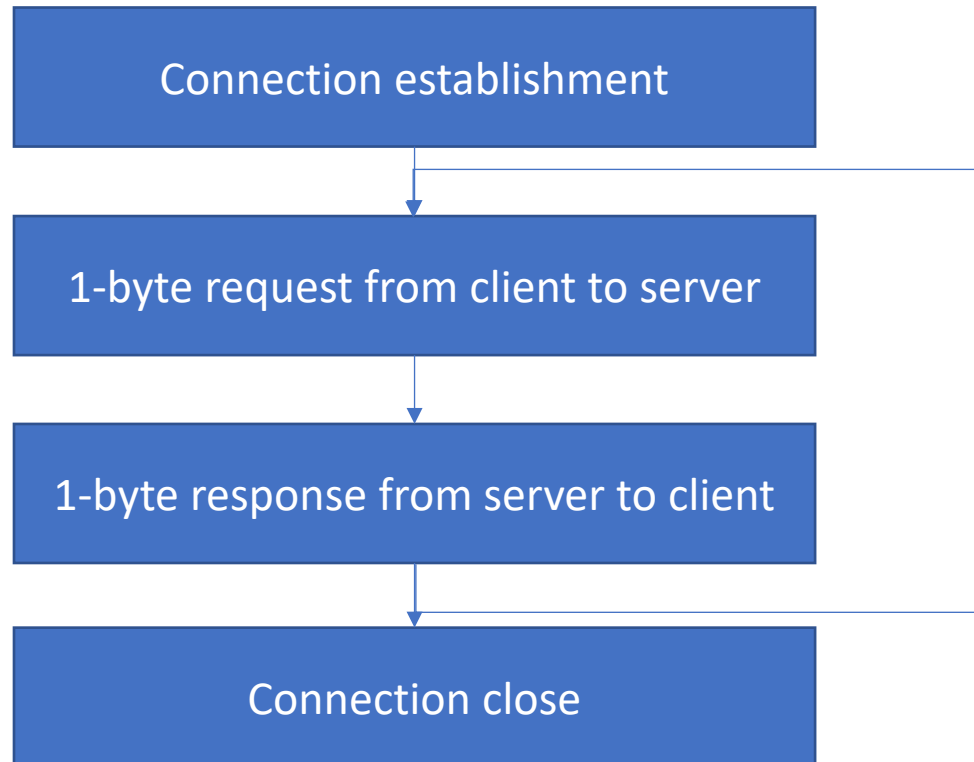 Connection establishment
1-byte request from client to server
1-byte response from server to client
Connection close